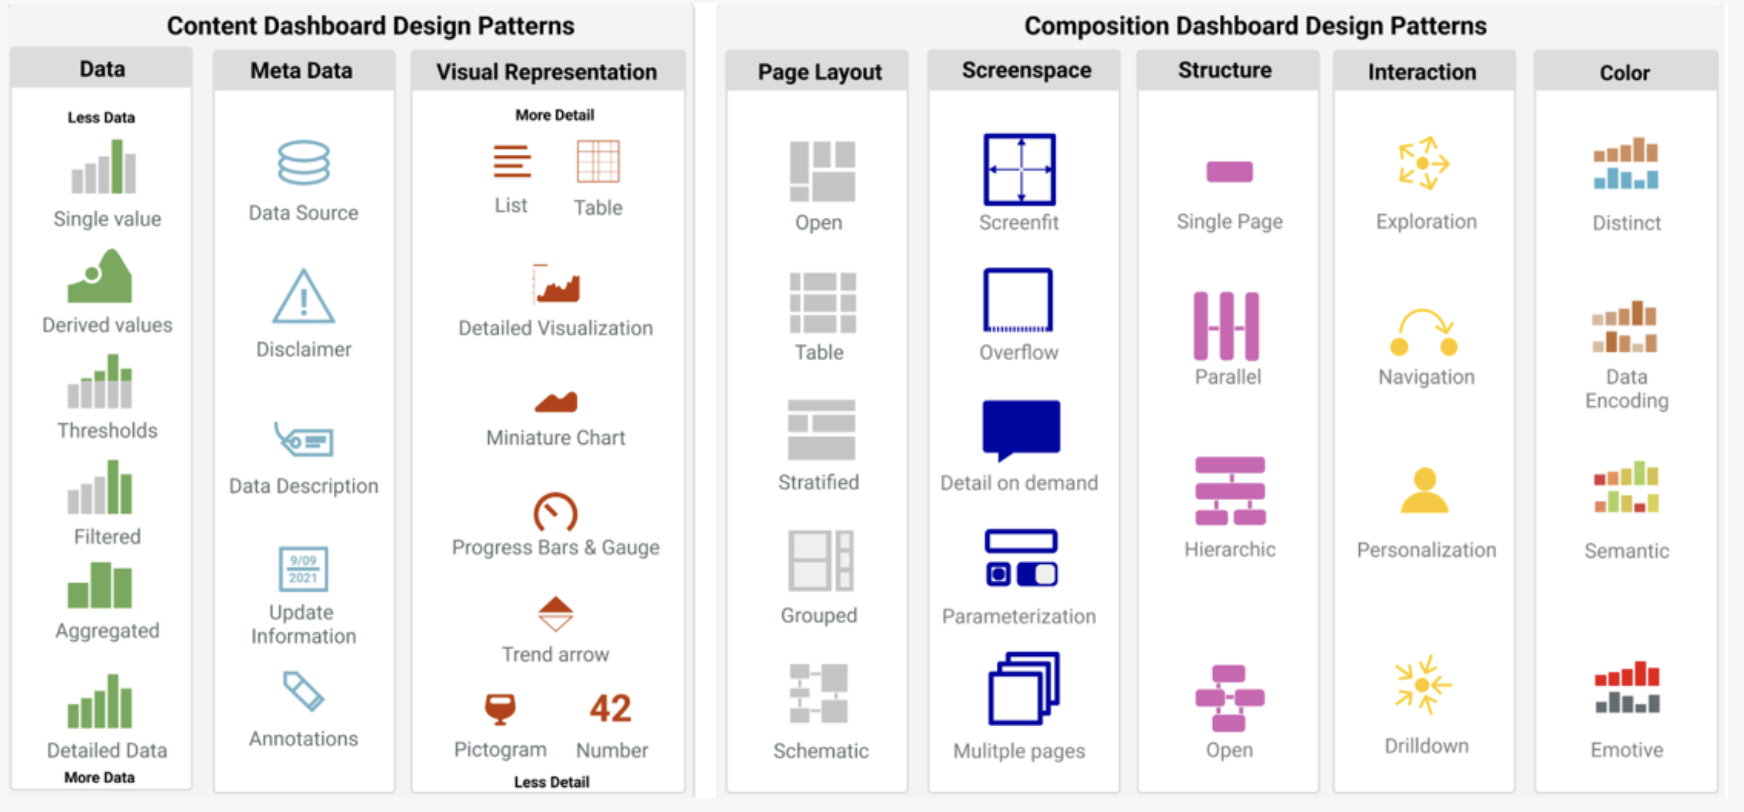 Content Dashboard Design Patterns
Data
Less Data
Single value
Derived values
Thresholds
Filtered
Aggregated
Detailed Data
More Data
Meta Data
Data Source
!
Disclaimer
Data Description
9/09
2021
Update
Information
Annotations
Visual Representation
More Detail
List
Table
Detailed Visualization
Miniature Chart
Progress Bars & Gauge
Trend arrow
Pictogram
42
Number
Less Detail
Composition Dashboard Design Patterns
Page Layout
Open
Table
Stratified
Grouped
Schematic
Screenspace
Screenfit
Overflow
Detail on demand
Parameterization
Mulitple pages
Structure
Single Page
Parallel
Hierarchic
Open
Interaction
Exploration
Navigation
Personalization
Drilldown
Color
Distinct
Data
Encoding
Semantic
Emotive